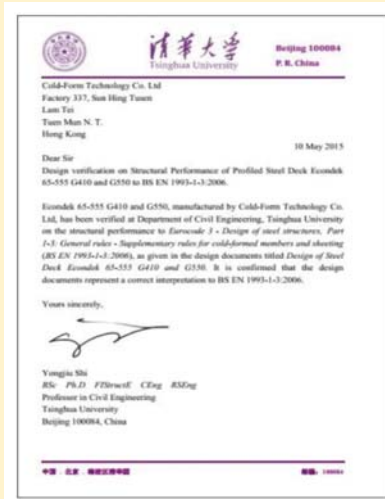 清華大学
Tsinghua University
Beijing 100084
P. R. China
Cold-Form Technology Co. Ltd
Factory 337, Sun Hing Tsuen
Lam Tei
Tuen Mun N. T.
Hong Kong
10 May 2015
Dear Sir
Design verification on Structural Performance of Profiled Steel Deck Econdek
65-555 G410 and G550 to BS EN 1993-1-3:2006.
Econdek 65-555 G410 and G550, manufactured by Cold-Form Technology Co.
Ltd, has been verified at Department of Civil Engineering, Tsinghua University
on the structural performance to Eurocode 3 - Design of steel structures, Part
1-3: General rules - Supplementary rules for cold-formed members and sheeting
(BS EN 1993-1-3:2006), as given in the design documents titled Design of Steel
Deck Econdek 65-555 G410 and G550. It is confirmed that the design
documents represent a correct interpretation to BS EN 1993-1-3:2006.
Yours sincerely,
Yongjiu Shi
BSc Ph.D FIStructE CEng RSEng
Professor in Civil Engineering
Tsinghua University
Beijing 100084, China
中国 . 北京 .
邮编: 100084